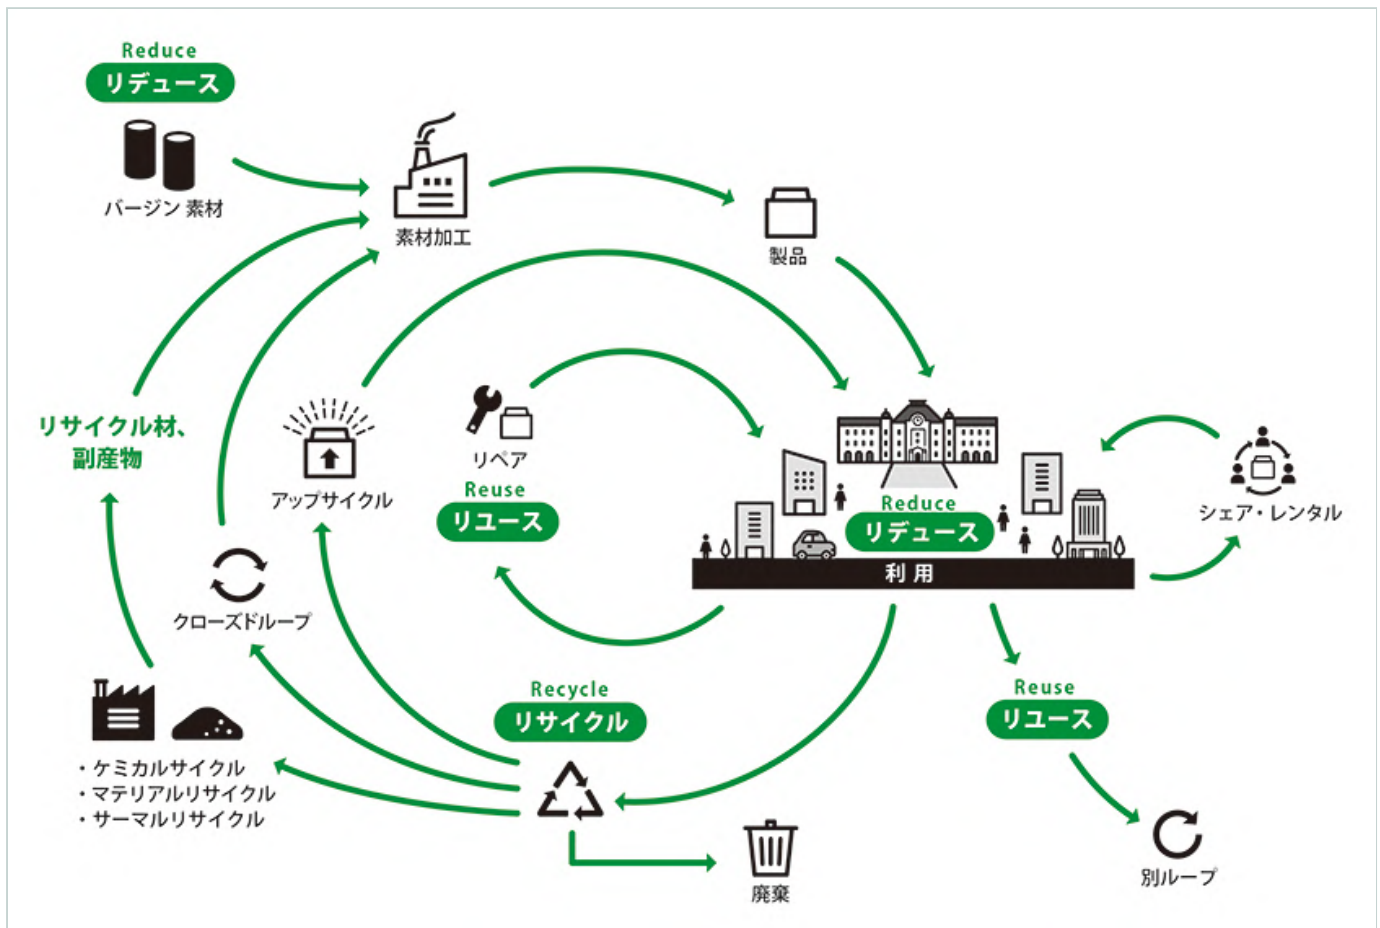 Reduce
リデュース
バージン 素材
素材加工
製品
リサイクル材、
副産物
アップサイクル
リペア
Reuse
リユース
Reduce
リデュース
利用
シェア・レンタル
クローズドループ
Recycle
リサイクル
Reuse
リユース
・ケミカルサイクル
・マテリアルリサイクル
・サーマルリサイクル
廃棄
別ループ